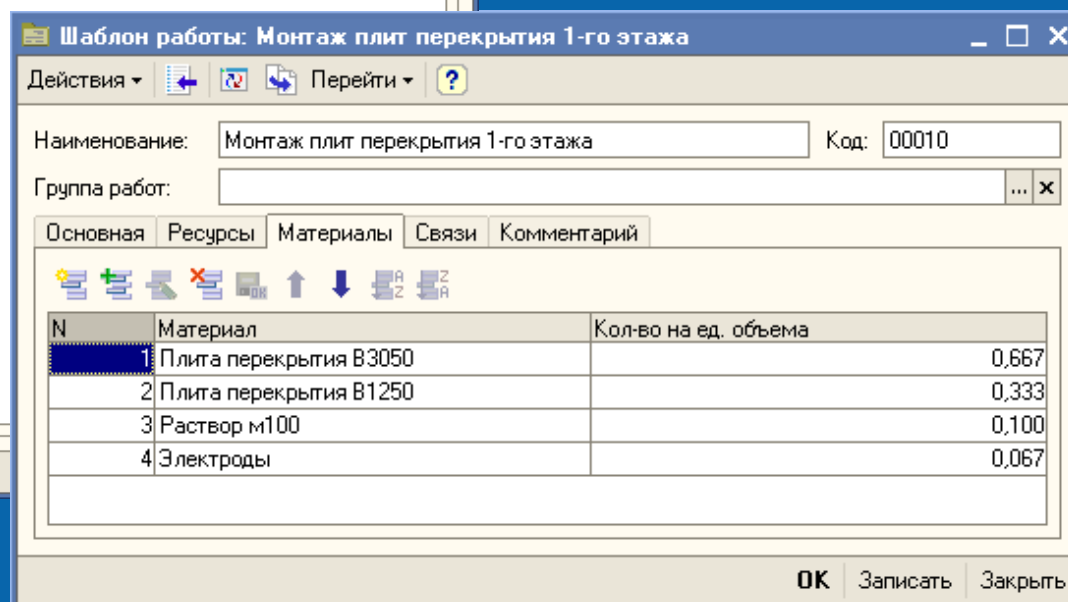 Шаблон работы: Монтаж плит перекрытия 1-го этажа
Действия Перейти ?
Наименование: Монтаж плит перекрытия 1-го этажа Код: 00010
Группа работ: ...
Основная Ресурсы Материалы Связи Комментарий
N Материал Кол-во на ед. объема
1 Плита перекрытия В3050 0,667
2 Плита перекрытия В1250 0,333
3 Раствор м100 0,100
4 Электроды 0,067
OK Записать Закрыть